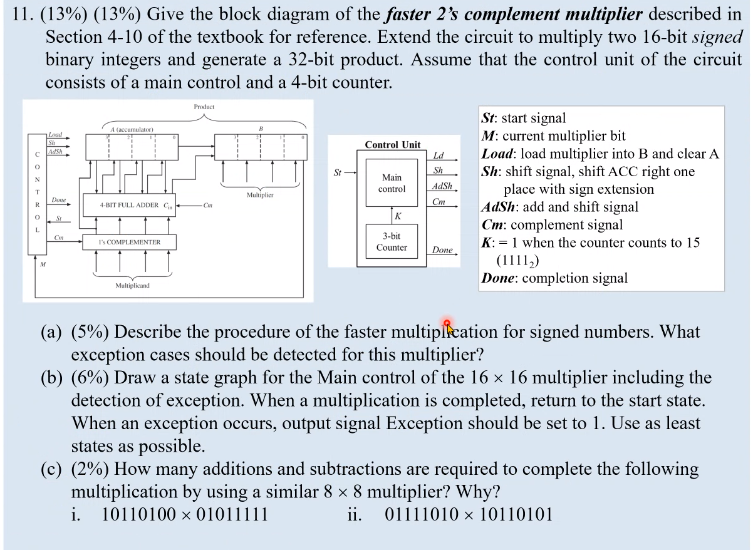 11. (13%) (13%) Give the block diagram of the faster 2's complement multiplier described in
Section 4-10 of the textbook for reference. Extend the circuit to multiply two 16-bit signed
binary integers and generate a 32-bit product. Assume that the control unit of the circuit
consists of a main control and a 4-bit counter.
Product
A (accumulator)
B
Load
Sh
AdSh
C
O
N
T
R
O
L
Done
St
Cm
M
4-BIT FULL ADDER Cin
Cm
Multiplier
1's COMPLEMENTER
Multiplicand
Control Unit
St
Main
control
K
3-bit
Counter
Ld
Sh
AdSh
Cm
Done
St: start signal
M: current multiplier bit
Load: load multiplier into B and clear A
Sh: shift signal, shift ACC right one
place with sign extension
AdSh: add and shift signal
Cm: complement signal
K: = 1 when the counter counts to 15
(1111₂)
Done: completion signal
(a) (5%) Describe the procedure of the faster multiplication for signed numbers. What
exception cases should be detected for this multiplier?
(b) (6%) Draw a state graph for the Main control of the 16 × 16 multiplier including the
detection of exception. When a multiplication is completed, return to the start state.
When an exception occurs, output signal Exception should be set to 1. Use as least
states as possible.
(c) (2%) How many additions and subtractions are required to complete the following
multiplication by using a similar 8 × 8 multiplier? Why?
i. 10110100 × 01011111 ii. 01111010 × 10110101